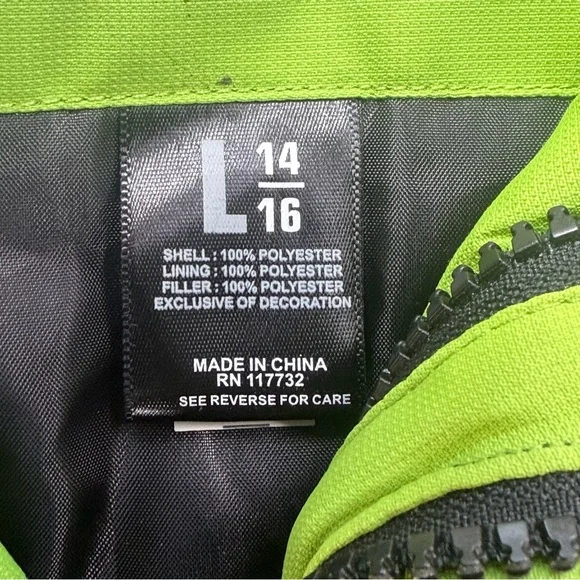 L 14
16
SHELL : 100% POLYESTER
LINING : 100% POLYESTER
FILLER : 100% POLYESTER
EXCLUSIVE OF DECORATION
MADE IN CHINA
RN 117732
SEE REVERSE FOR CARE